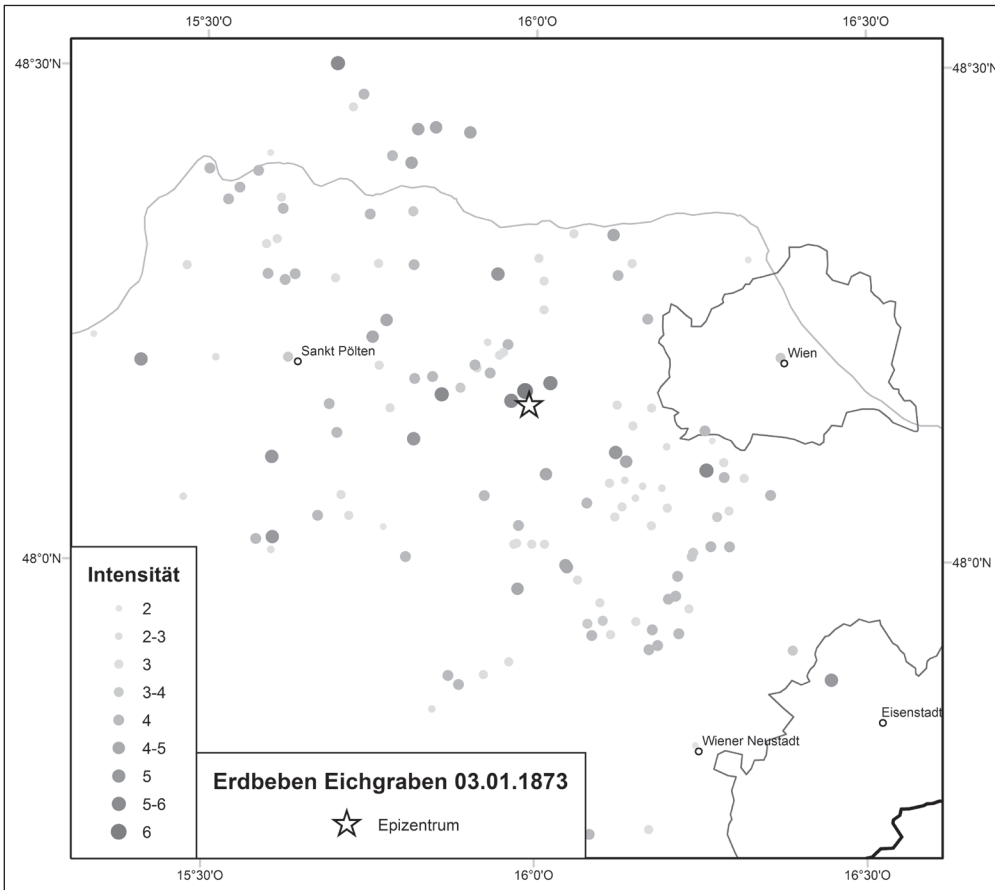 15°30'O 16°0'O 16°30'O
48°30'N 48°30'N
Sankt Pölten
Wien
48°0'N 48°0'N
Intensität
2
2-3
3
3-4
4
4-5
5
5-6
6
Eisenstadt
Wiener Neustadt
Erdbeben Eichgraben 03.01.1873
Epizentrum
15°30'O 16°0'O 16°30'O